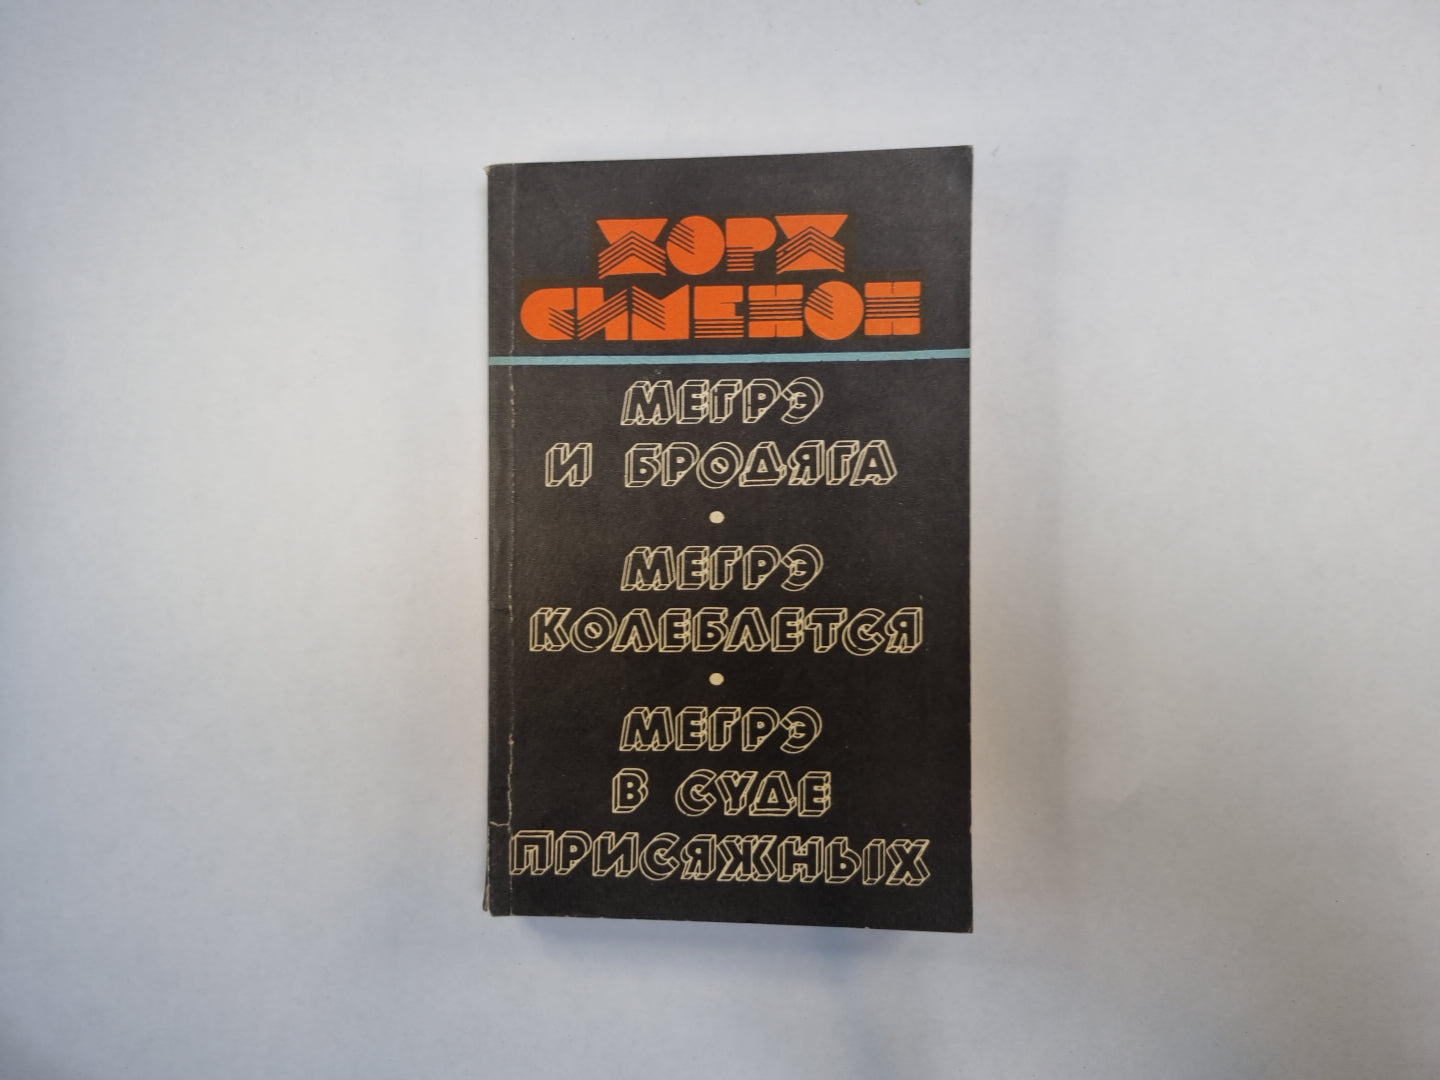 ЖОРЖ
СИМЕНОН
МЕГРЭ
И БРОДЯГА
•
МЕГРЭ
КОЛЕБЛЕТСЯ
•
МЕГРЭ
В СУДЕ
ПРИСЯЖНЫХ